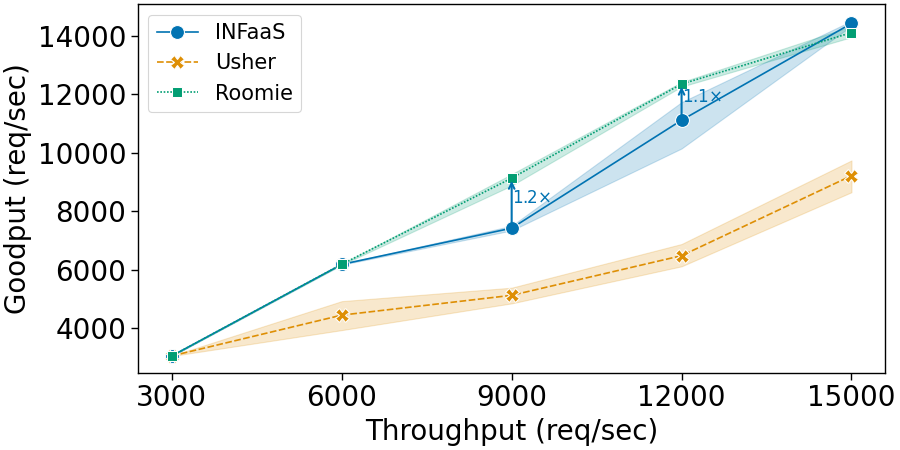 INFaaS
Usher
Roomie
14000
12000
10000
8000
6000
4000
Goodput (req/sec)
1.1×
1.2×
3000 6000 9000 12000 15000
Throughput (req/sec)